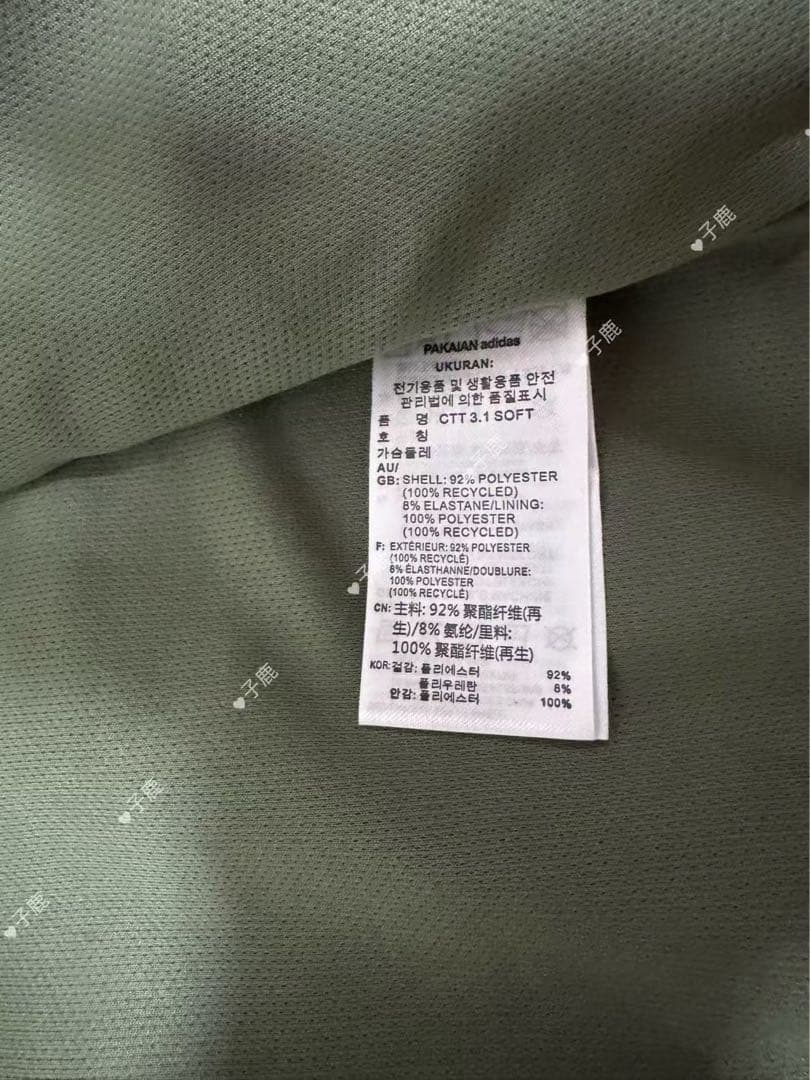 PAKAIAN adidas
UKURAN:
전기용품 및 생활용품 안전
관리법에 의한 품질표시
품 명 CTT 3.1 SOFT
호 칭
가슴둘레
AU/
GB: SHELL: 92% POLYESTER
(100% RECYCLED)
8% ELASTANE/LINING:
100% POLYESTER
(100% RECYCLED)
F: EXTÉRIEUR: 92% POLYESTER
(100% RECYCLÉ)
8% ÉLASTHANNE/DOUBLURE:
100% POLYESTER
(100% RECYCLÉ)
CN: 主料: 92% 聚酯纤维(再
生)/8% 氨纶/里料:
100% 聚酯纤维(再生)
KOR: 겉감: 폴리에스터 92%
폴리우레탄 8%
안감: 폴리에스터 100%
♥子鹿
♥子鹿
♥子鹿
♥子鹿
♥子鹿